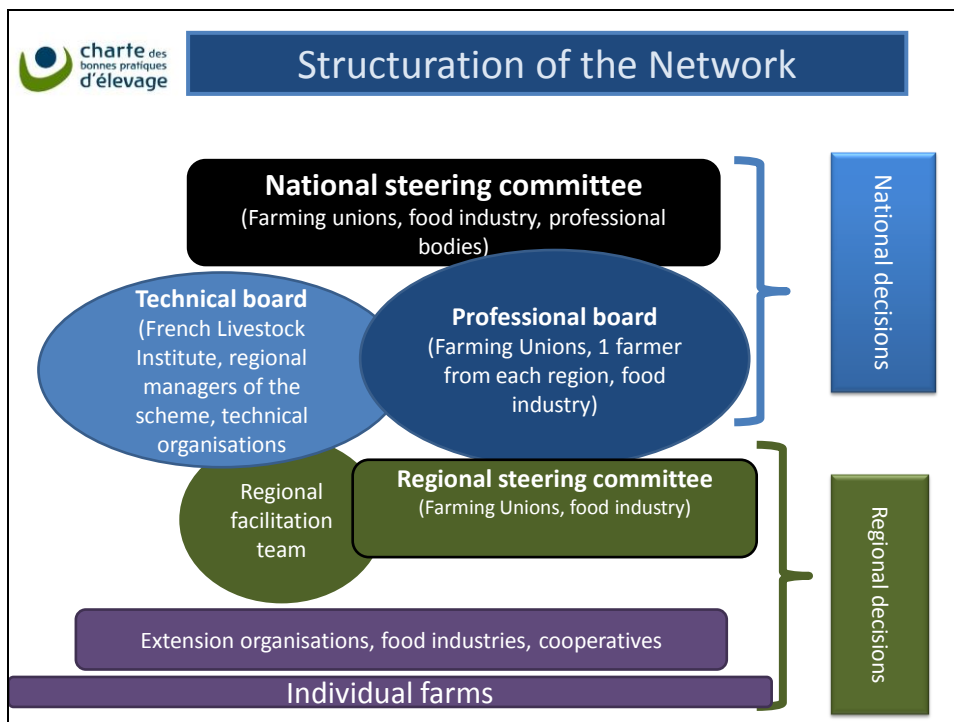 charte des
bonnes pratiques
d'élevage
Structuration of the Network
National steering committee
(Farming unions, food industry, professional
bodies)
Technical board
(French Livestock
Institute, regional
managers of the
scheme, technical
organisations
Professional board
(Farming Unions, 1 farmer
from each region, food
industry)
National decisions
Regional
facilitation
team
Regional steering committee
(Farming Unions, food industry)
Regional decisions
Extension organisations, food industries, cooperatives
Individual farms